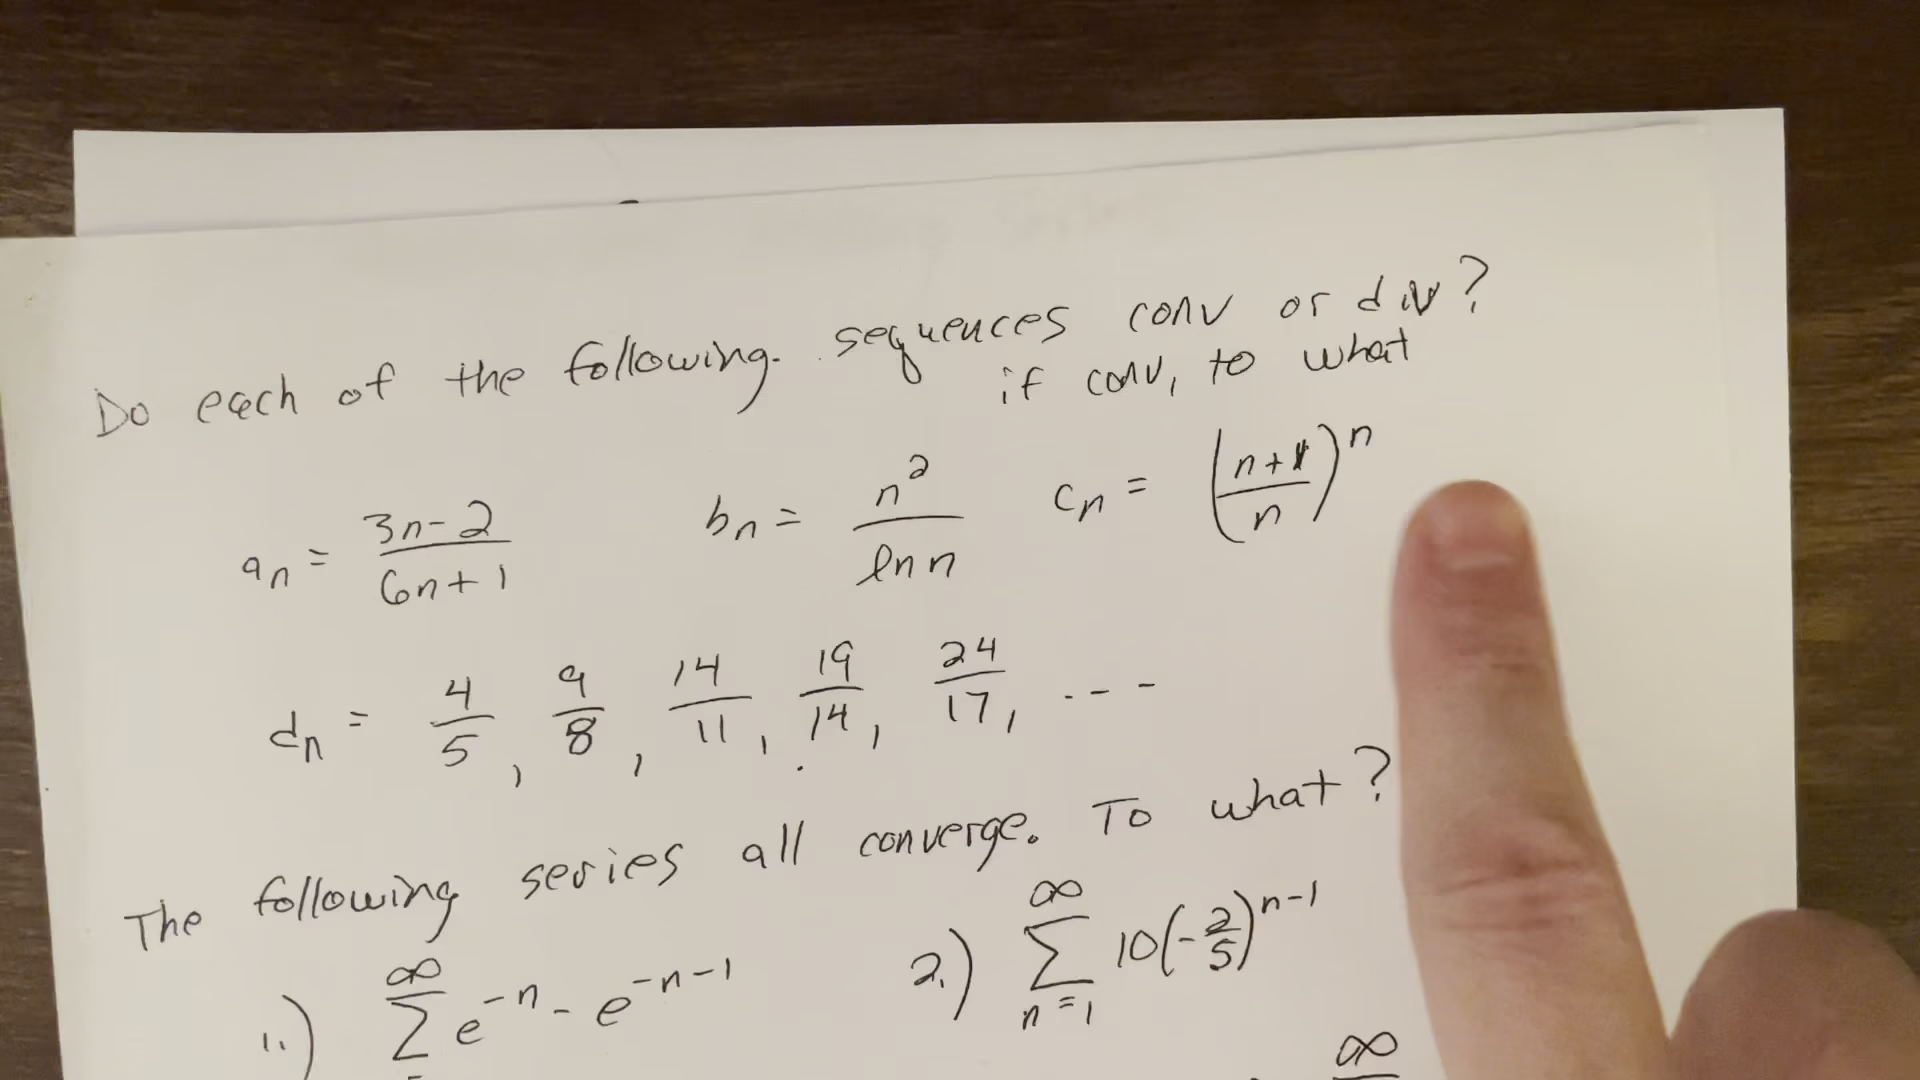 Do each of the following sequences conv or div?
if conv, to what
an = 3n-2 / 6n+1 bn = n² / ln n cn = (n+1 / n)^n
dn = 4/5, 9/8, 14/11, 19/14, 24/17, ---
The following series all converge. To what?
1.) ∞ Σ e^-n - e^-n-1 2.) ∞ Σ n=1 10(-2/5)^n-1
∞